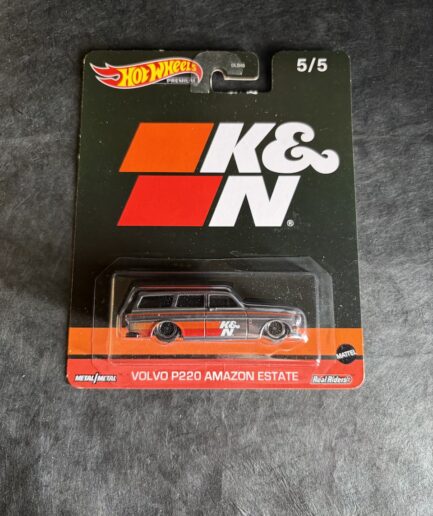 Hot Wheels
PREMIUM
5/5
K&
N®
K&
N
MATTEL
METAL/METAL
VOLVO P220 AMAZON ESTATE
Real Riders